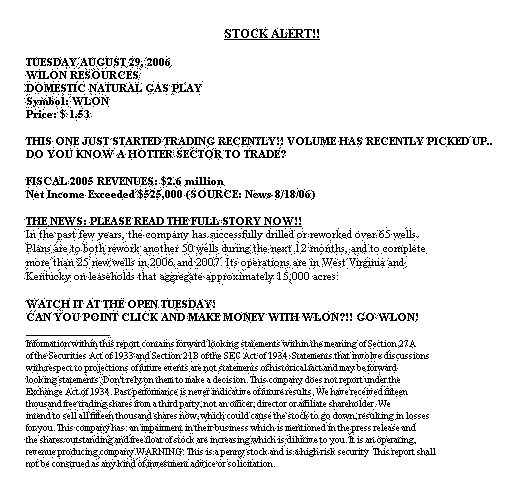 STOCK ALERT!!
TUESDAY AUGUST 29, 2006
WILON RESOURCES
DOMESTIC NATURAL GAS PLAY
Symbol: WLON
Price: $ 1.53
THIS ONE JUST STARTED TRADING RECENTLY!! VOLUME HAS RECENTLY PICKED UP..
DO YOU KNOW A HOTTER SECTOR TO TRADE?
FISCAL 2005 REVENUES: $2.6 million
Net Income Exceeded $525,000 (SOURCE: News 8/18/06)
THE NEWS: PLEASE READ THE FULL STORY NOW!!
In the past few years, the company has successfully drilled or reworked over 65 wells.
Plans are to both rework another 50 wells during the next 12 months, and to complete
more than 25 new wells in 2006 and 2007. Its operations are in West Virginia and
Kentucky on leaseholds that aggregate approximately 15,000 acres.
WATCH IT AT THE OPEN TUESDAY!
CAN YOU POINT CLICK AND MAKE MONEY WITH WLON?!! GO WLON!
Information within this report contains forward looking statements within the meaning of Section 27A
of the Securities Act of 1933 and Section 21B of the SEC Act of 1934. Statements that involve discussions
with respect to projections of future events are not statements of historical fact and may be forward
looking statements. Don't rely on them to make a decision. This company does not report under the
Exchange Act of 1934. Past performance is never indicative of future results. We have received fifteen
thousand free trading shares from a third party, not an officer, director or affiliate shareholder. We
intend to sell all fifteen thousand shares now, which could cause the stock to go down, resulting in losses
for you. This company has: an impairment in their business which is mentioned in the press release and
the shares outstanding and free float of stock are increasing which is dilutive to you. It is an operating,
revenue producing company. WARNING: This is a penny stock and is a high risk security. This report shall
not be construed as any kind of investment advice or solicitation.